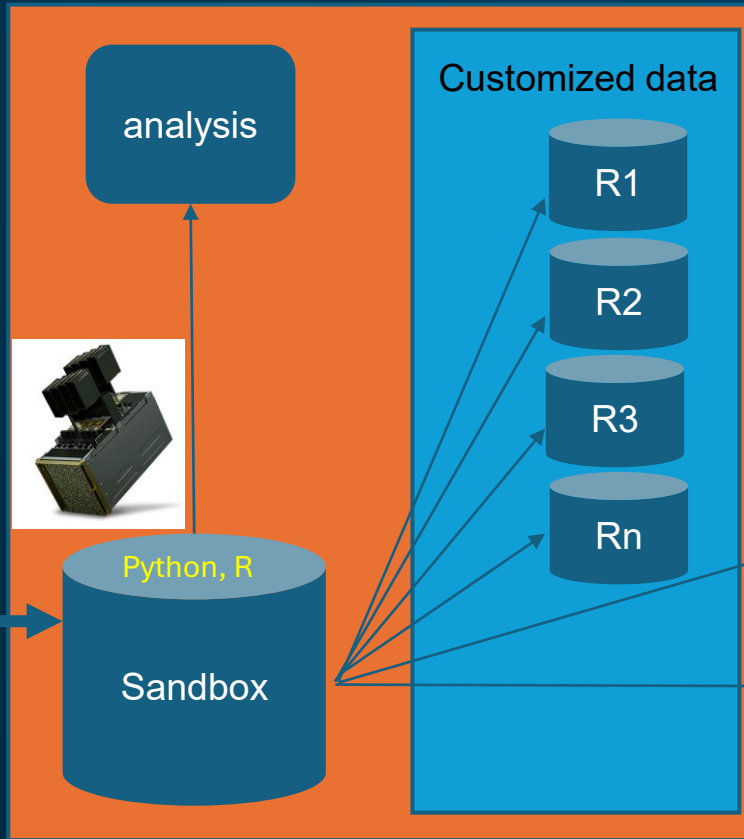 analysis
Customized data
R1
R2
R3
Rn
Python, R
Sandbox